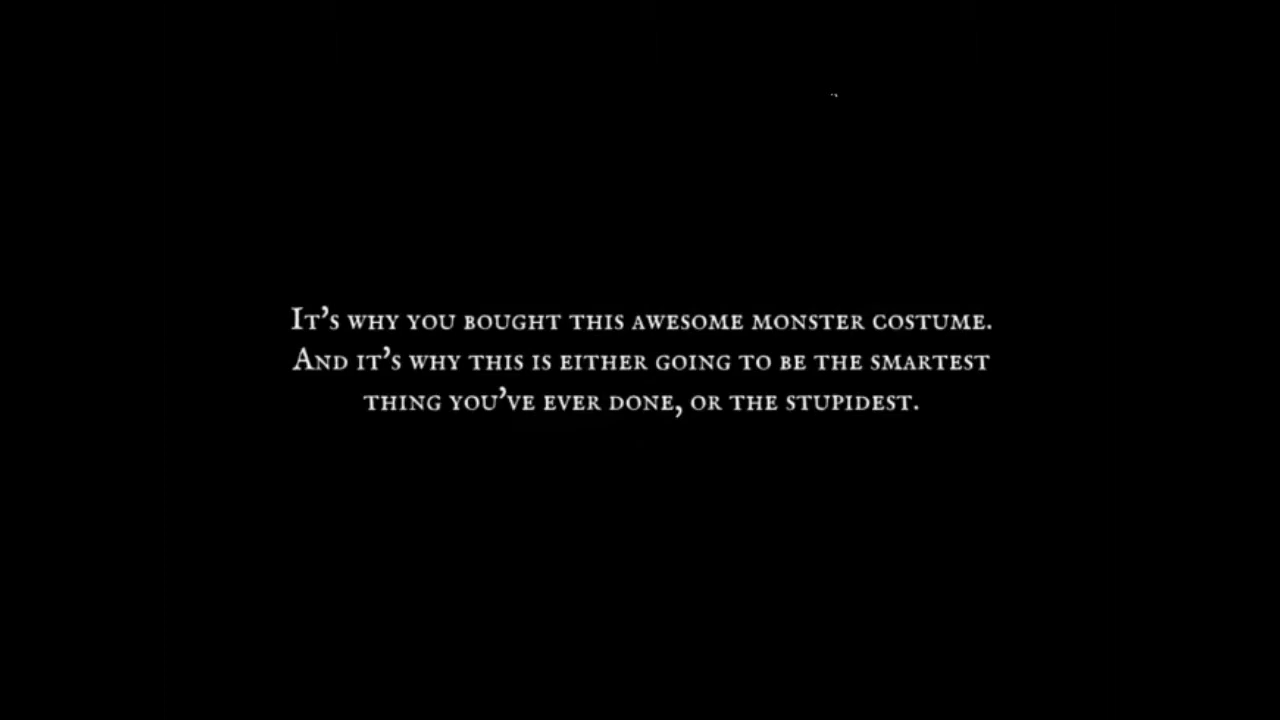 It's why you bought this awesome monster costume.
And it's why this is either going to be the smartest
thing you've ever done, or the stupidest.